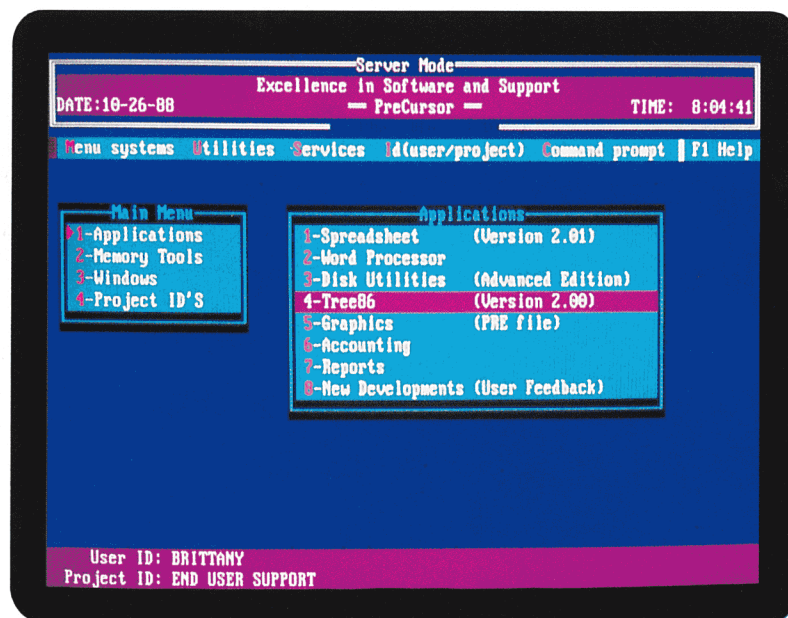 Server Mode
Excellence in Software and Support
DATE:10-26-88 == PreCursor == TIME: 8:04:41
Menu systems Utilities Services Id(user/project) Command prompt F1 Help
Main Menu
1-Applications
2-Memory Tools
3-Windows
4-Project ID'S
Applications
1-Spreadsheet (Version 2.01)
2-Word Processor
3-Disk Utilities (Advanced Edition)
4-Tree86 (Version 2.00)
5-Graphics (PRE file)
6-Accounting
7-Reports
8-New Developments (User Feedback)
User ID: BRITTANY
Project ID: END USER SUPPORT